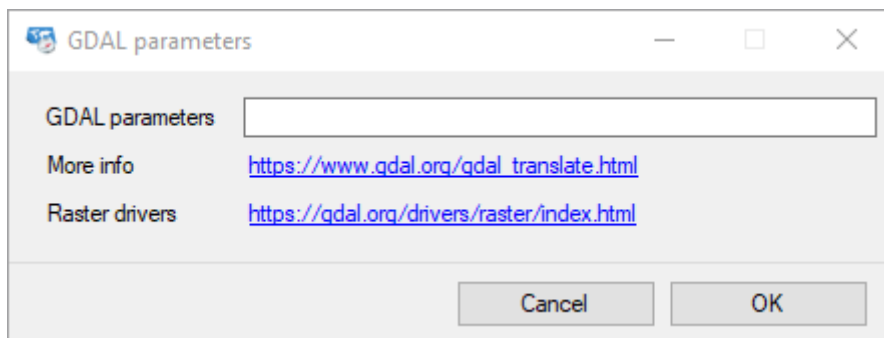 GDAL parameters
GDAL parameters
More info https://www.gdal.org/gdal_translate.html
Raster drivers https://gdal.org/drivers/raster/index.html
Cancel OK